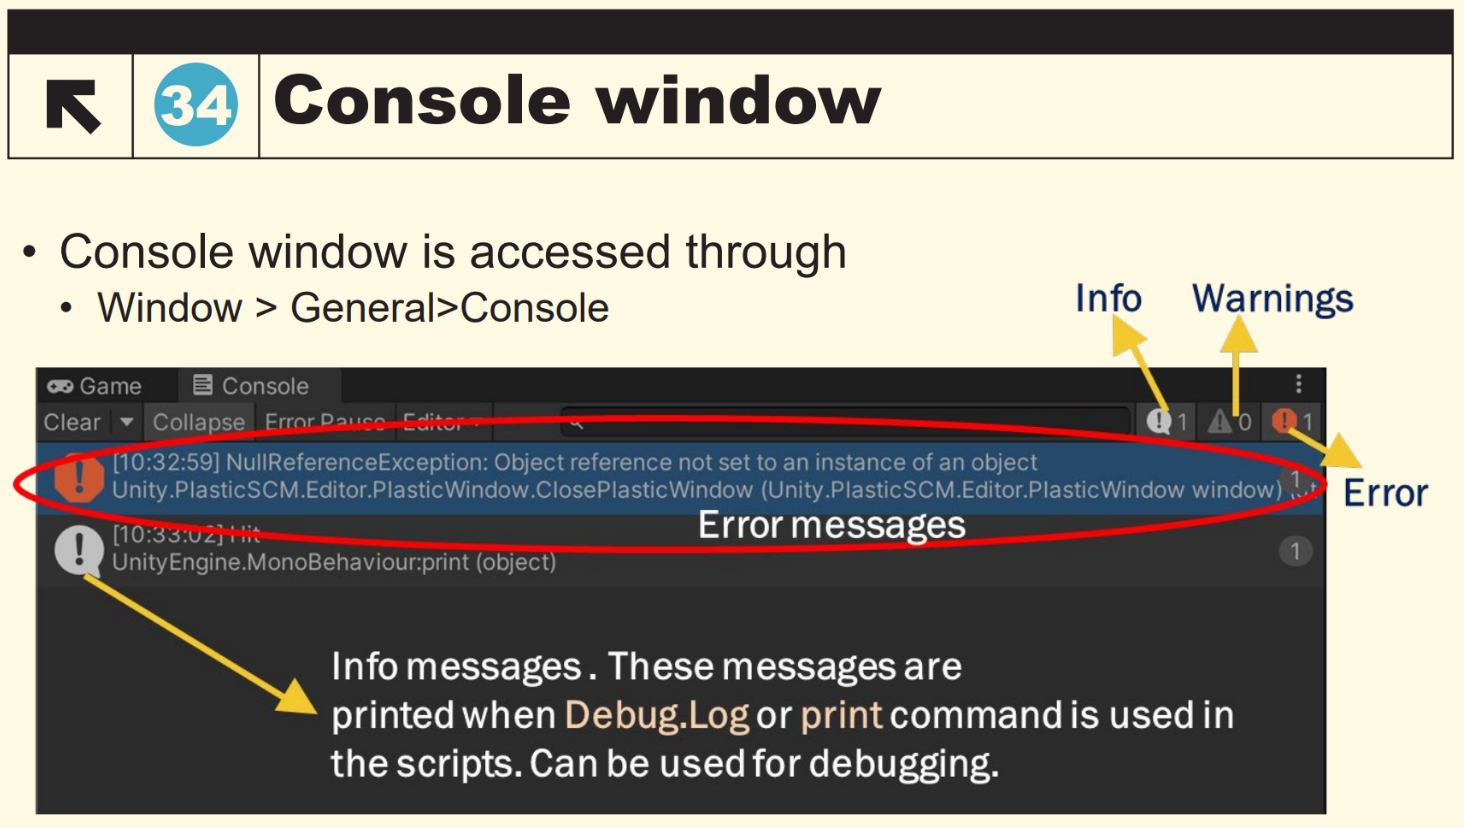 34 Console window
• Console window is accessed through
• Window > General>Console
Info Warnings
Game Console
Clear Collapse Error Pause Editor 1 0 1
[10:32:59] NullReferenceException: Object reference not set to an instance of an object
Unity.PlasticSCM.Editor.PlasticWindow.ClosePlasticWindow (Unity.PlasticSCM.Editor.PlasticWindow window) 1
Error
Error messages
[10:33:02] Hit
UnityEngine.MonoBehaviour:print (object) 1
Info messages . These messages are
printed when Debug.Log or print command is used in
the scripts. Can be used for debugging.